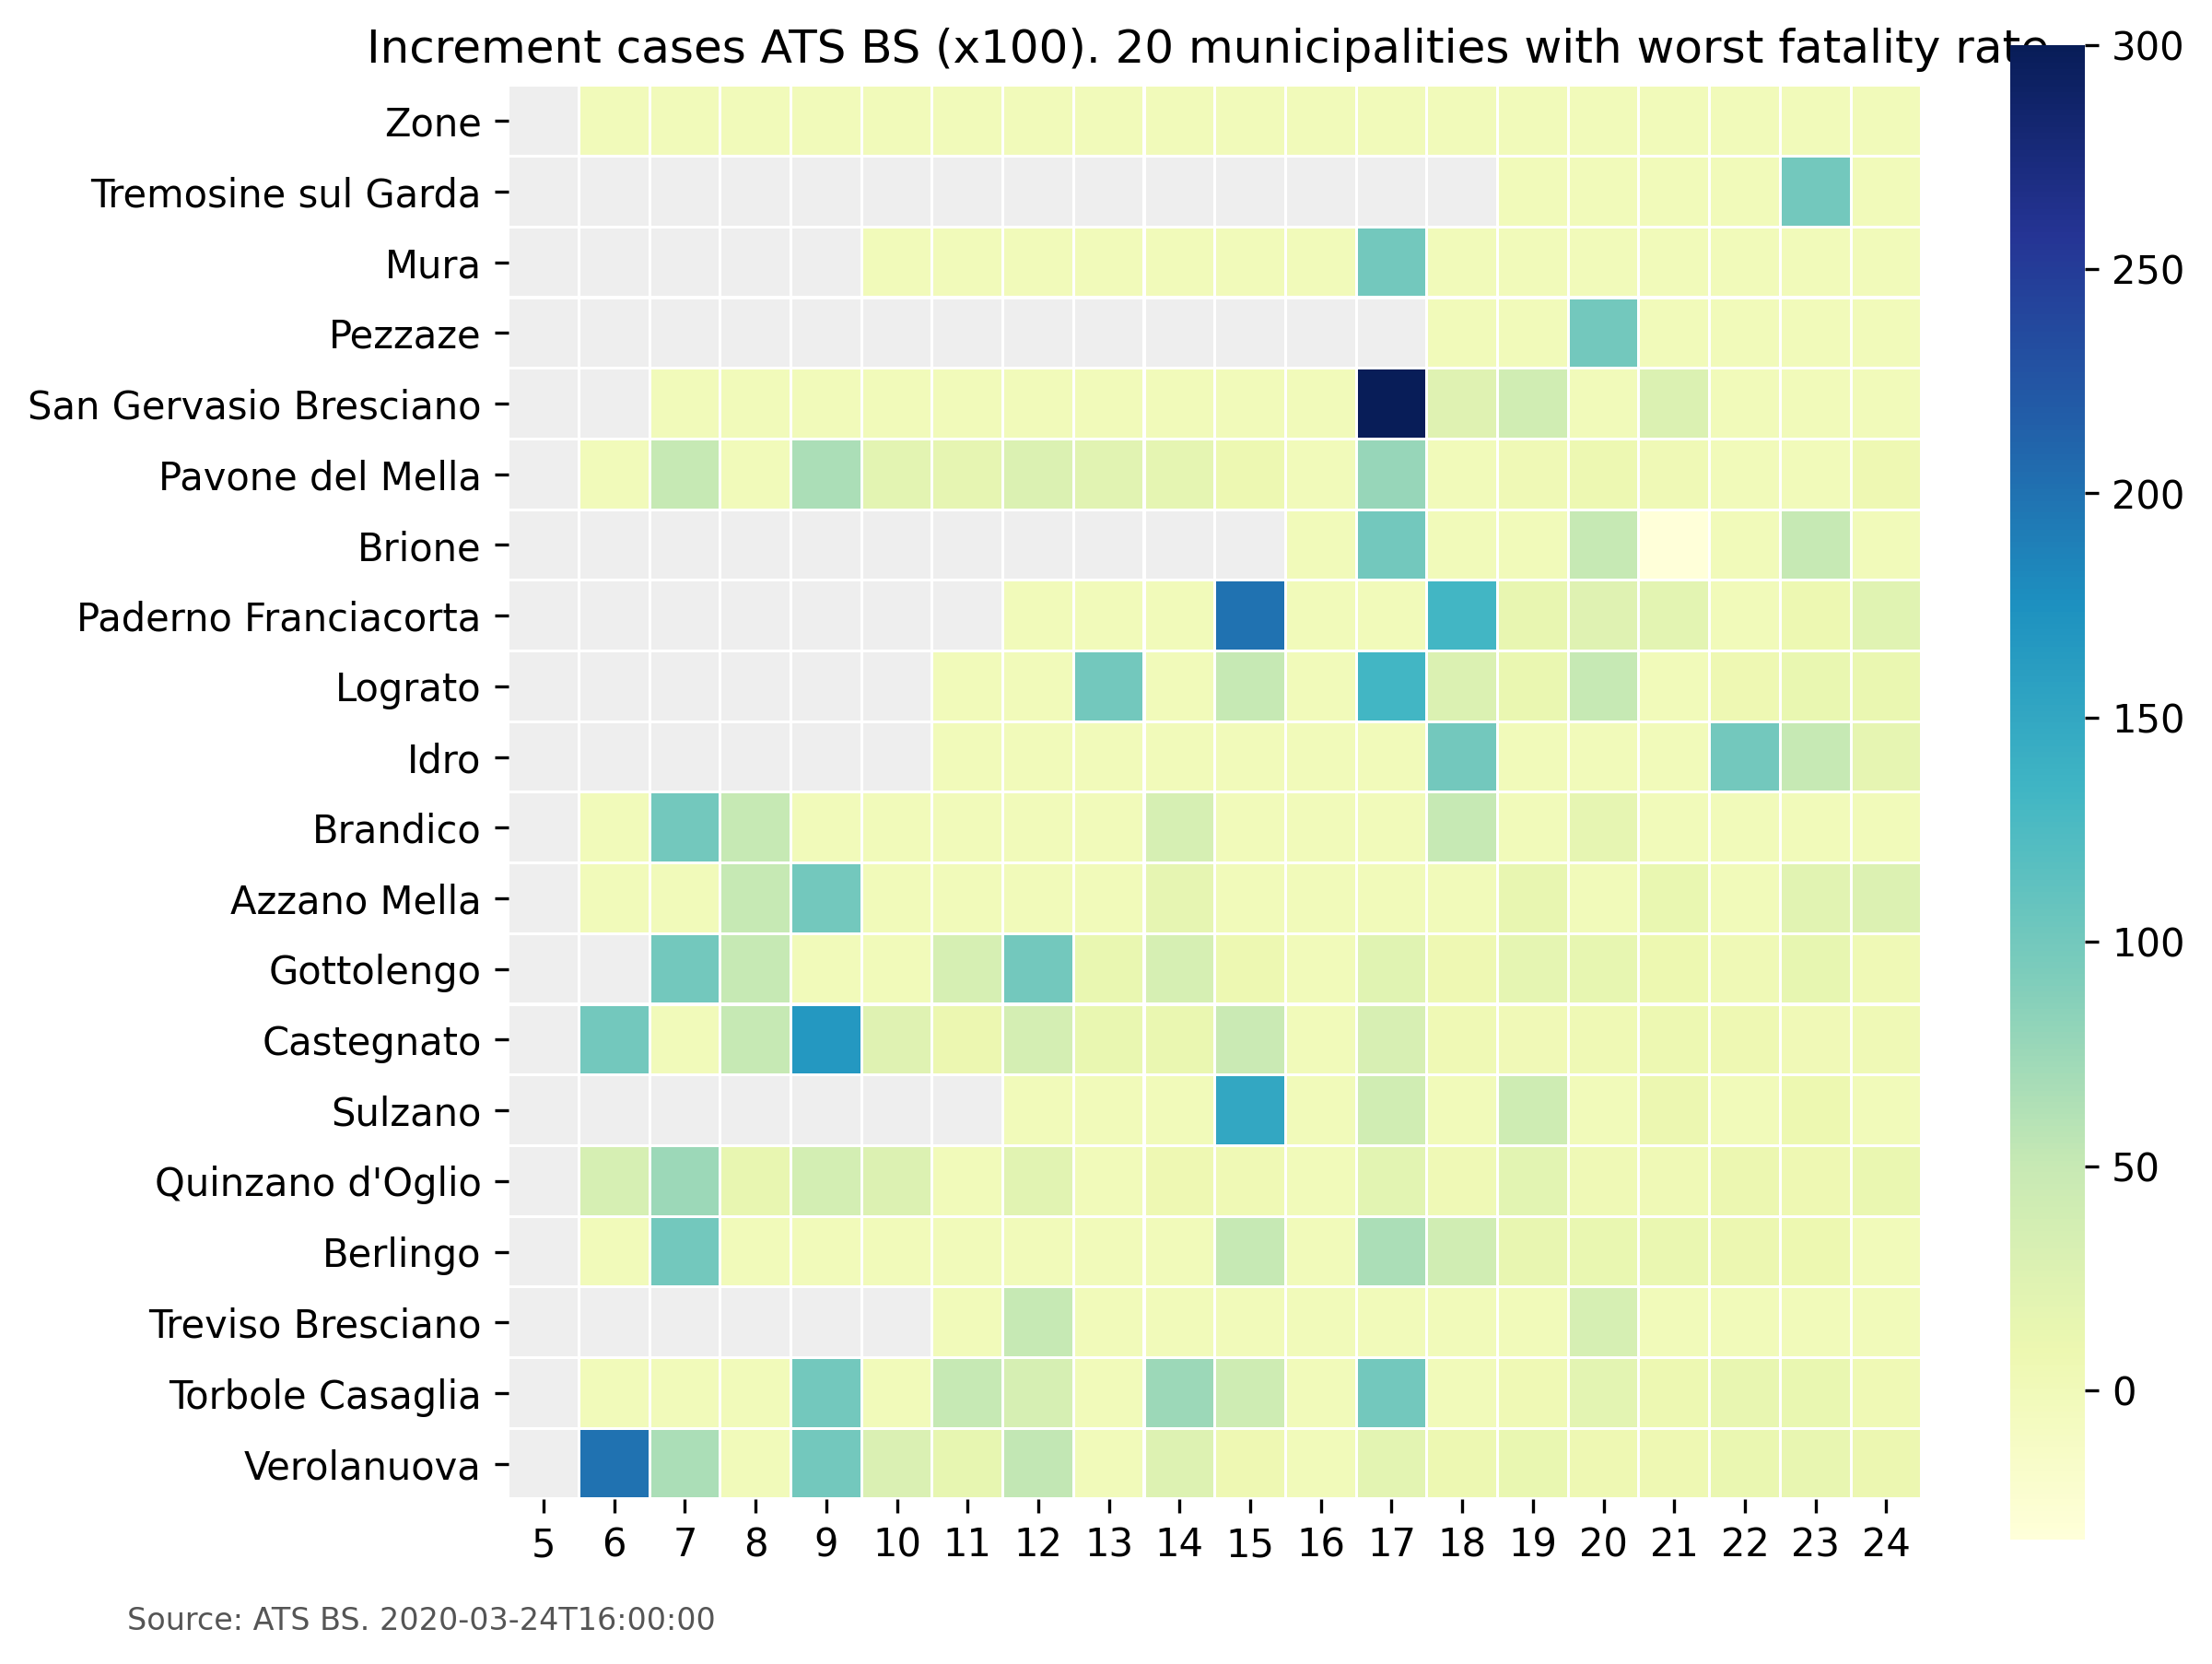 Increment cases ATS BS (x100). 20 municipalities with worst fatality rate
Zone
Tremosine sul Garda
Mura
Pezzaze
San Gervasio Bresciano
Pavone del Mella
Brione
Paderno Franciacorta
Lograto
Idro
Brandico
Azzano Mella
Gottolengo
Castegnato
Sulzano
Quinzano d'Oglio
Berlingo
Treviso Bresciano
Torbole Casaglia
Verolanuova
5 6 7 8 9 10 11 12 13 14 15 16 17 18 19 20 21 22 23 24
300
250
200
150
100
50
0
Source: ATS BS. 2020-03-24T16:00:00